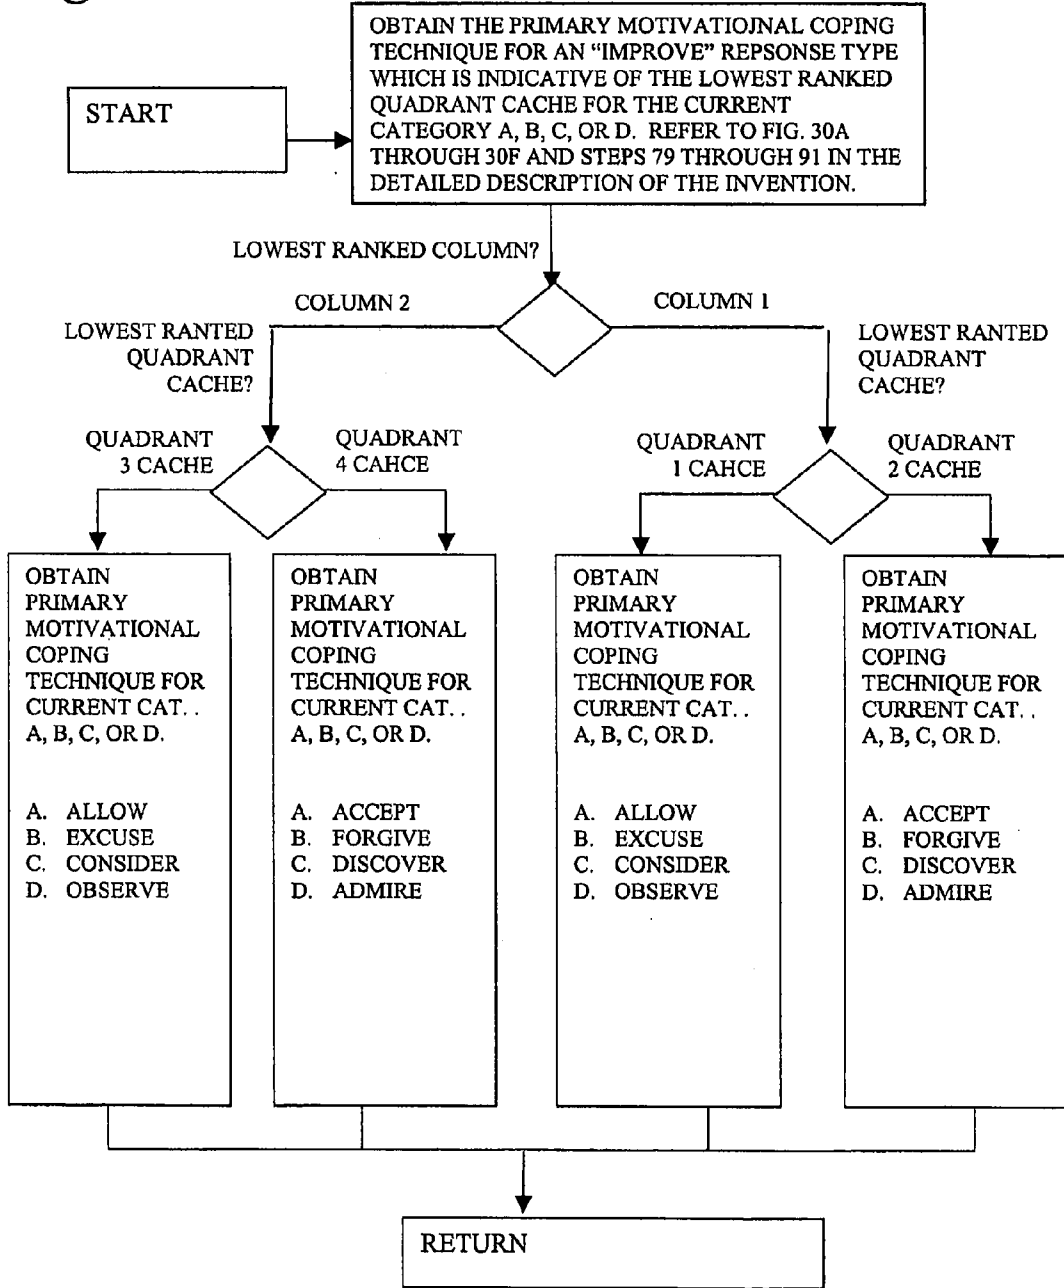 OBTAIN THE PRIMARY MOTIVATIOJNAL COPING
TECHNIQUE FOR AN “IMPROVE” REPSONSE TYPE
WHICH IS INDICATIVE OF THE LOWEST RANKED
QUADRANT CACHE FOR THE CURRENT
CATEGORY A, B, C, OR D. REFER TO FIG. 30A
THROUGH 30F AND STEPS 79 THROUGH 91 IN THE
DETAILED DESCRIPTION OF THE INVENTION.
START
LOWEST RANKED COLUMN?
COLUMN 2
COLUMN 1
LOWEST RANTED
QUADRANT
CACHE?
LOWEST RANTED
QUADRANT
CACHE?
QUADRANT
3 CACHE
QUADRANT
4 CAHCE
QUADRANT
1 CAHCE
QUADRANT
2 CACHE
OBTAIN
PRIMARY
MOTIVATIONAL
COPING
TECHNIQUE FOR
CURRENT CAT. .
A, B, C, OR D.
A. ALLOW
B. EXCUSE
C. CONSIDER
D. OBSERVE
OBTAIN
PRIMARY
MOTIVATIONAL
COPING
TECHNIQUE FOR
CURRENT CAT. .
A, B, C, OR D.
A. ACCEPT
B. FORGIVE
C. DISCOVER
D. ADMIRE
OBTAIN
PRIMARY
MOTIVATIONAL
COPING
TECHNIQUE FOR
CURRENT CAT. .
A, B, C, OR D.
A. ALLOW
B. EXCUSE
C. CONSIDER
D. OBSERVE
OBTAIN
PRIMARY
MOTIVATIONAL
COPING
TECHNIQUE FOR
CURRENT CAT. .
A, B, C, OR D.
A. ACCEPT
B. FORGIVE
C. DISCOVER
D. ADMIRE
RETURN